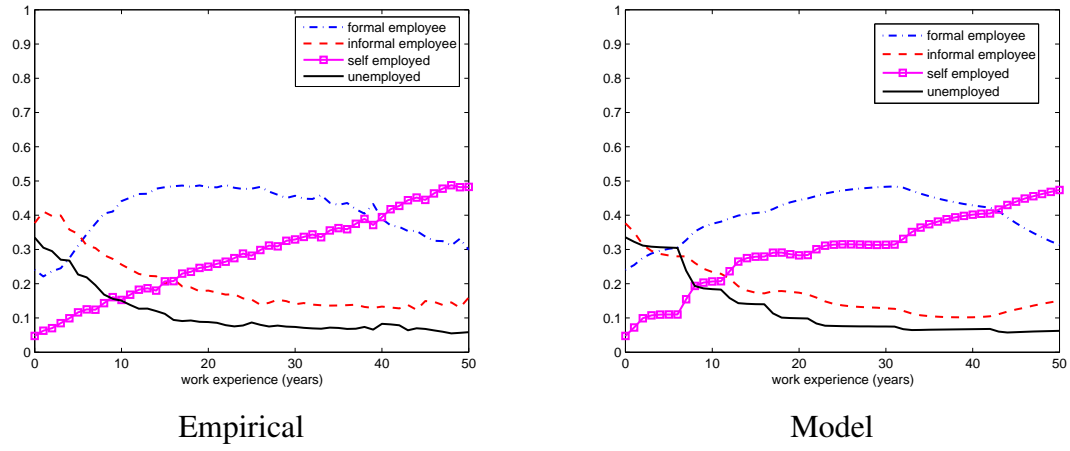 1
0.9
0.8
0.7
0.6
0.5
0.4
0.3
0.2
0.1
0
0 10 20 30 40 50
work experience (years)
formal employee
informal employee
self employed
unemployed
Empirical
1
0.9
0.8
0.7
0.6
0.5
0.4
0.3
0.2
0.1
0
0 10 20 30 40 50
work experience (years)
formal employee
informal employee
self employed
unemployed
Model